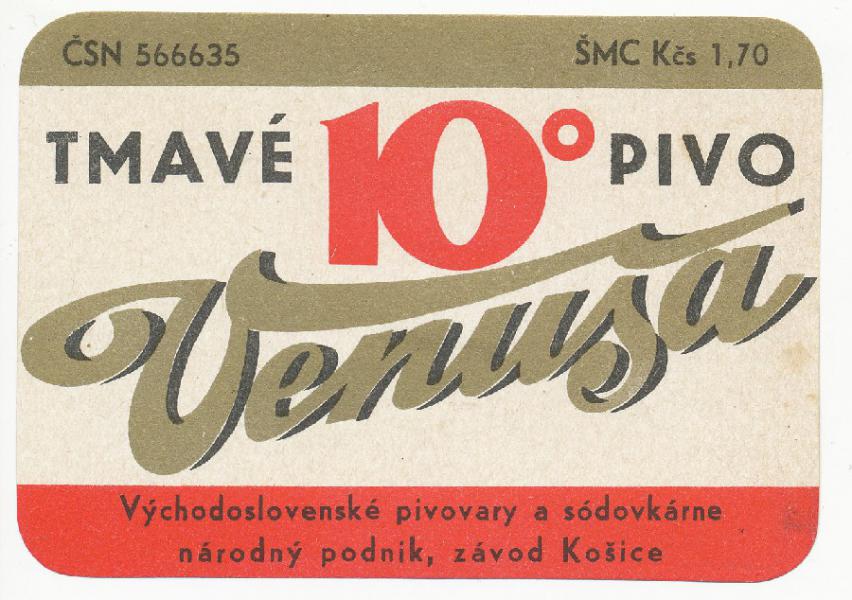 ČSN 566635 ŠMC Kčs 1,70
TMAVÉ 10° PIVO
Venuša
Východoslovenské pivovary a sódovkárne
národný podnik, závod Košice